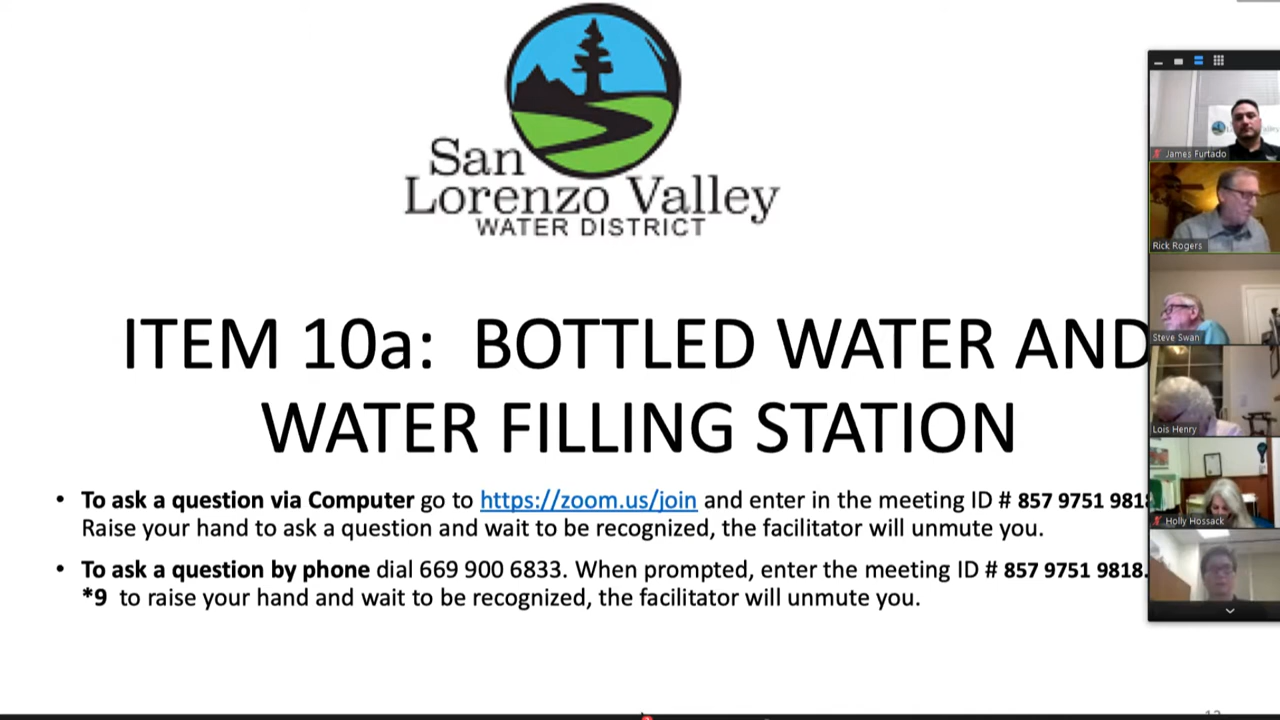 San
Lorenzo Valley
WATER DISTRICT
ITEM 10a: BOTTLED WATER AND
WATER FILLING STATION
• To ask a question via Computer go to https://zoom.us/join and enter in the meeting ID # 857 9751 981
Raise your hand to ask a question and wait to be recognized, the facilitator will unmute you.
• To ask a question by phone dial 669 900 6833. When prompted, enter the meeting ID # 857 9751 9818.
*9 to raise your hand and wait to be recognized, the facilitator will unmute you.
James Furtado
Rick Rogers
Steve Swan
Lois Henry
Holly Hossack